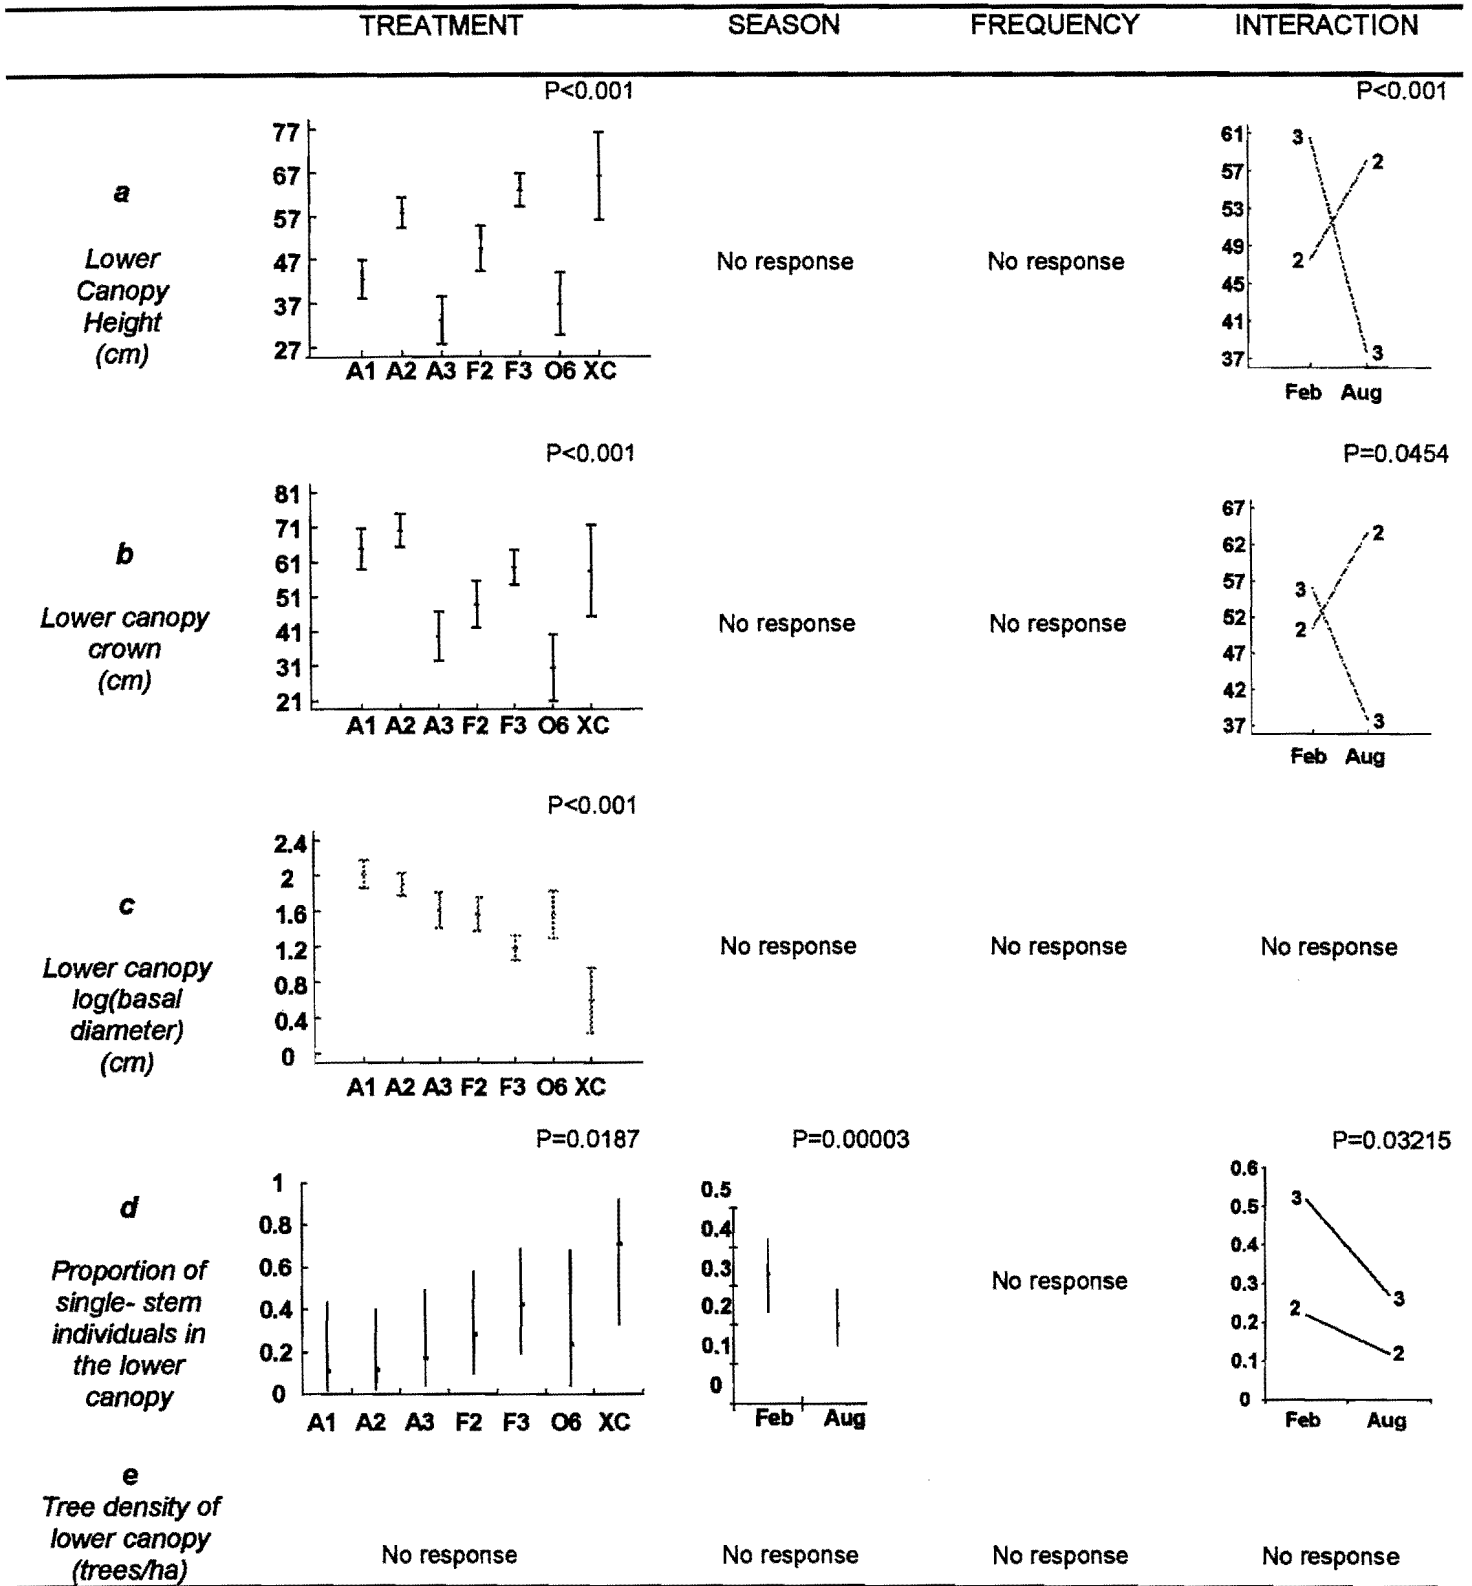 TREATMENT SEASON FREQUENCY INTERACTION
P<0.001 P<0.001
a
Lower
Canopy
Height
(cm)
77
67
57
47
37
27
A1 A2 A3 F2 F3 O6 XC
No response
No response
61
57
53
49
45
41
37
3
2
2
3
Feb Aug
P<0.001 P=0.0454
b
Lower canopy
crown
(cm)
81
71
61
51
41
31
21
A1 A2 A3 F2 F3 O6 XC
No response
No response
67
62
57
52
47
42
37
3
2
2
3
Feb Aug
P<0.001
c
Lower canopy
log(basal
diameter)
(cm)
2.4
2
1.6
1.2
0.8
0.4
0
A1 A2 A3 F2 F3 O6 XC
No response
No response
No response
P=0.0187 P=0.00003 P=0.03215
d
Proportion of
single- stem
individuals in
the lower
canopy
1
0.8
0.6
0.4
0.2
0
A1 A2 A3 F2 F3 O6 XC
0.5
0.4
0.3
0.2
0.1
0
Feb Aug
No response
0.6
0.5
0.4
0.3
0.2
0.1
0
3
2
3
2
Feb Aug
e
Tree density of
lower canopy
(trees/ha)
No response
No response
No response
No response